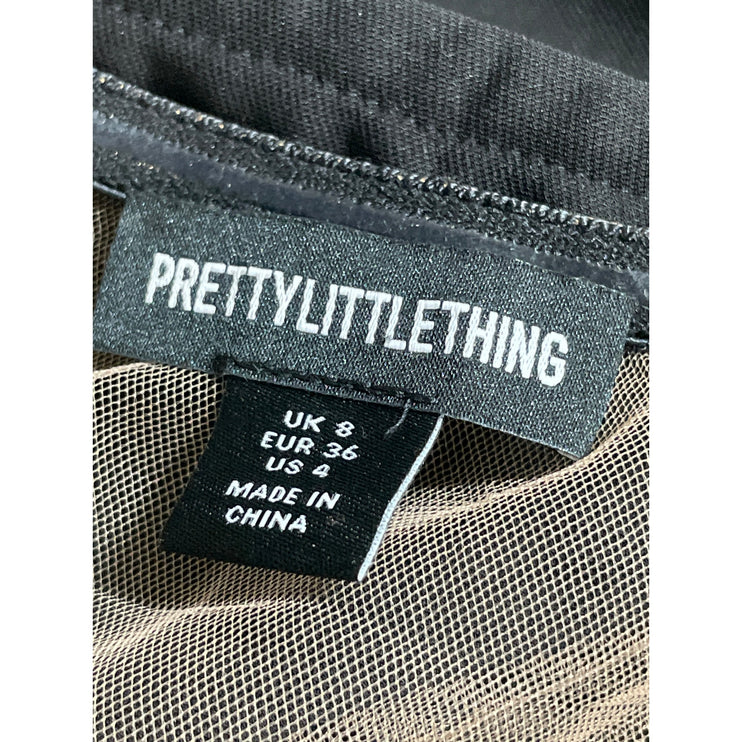 PRETTYLITTLETHING
UK 8
EUR 36
US 4
MADE IN
CHINA